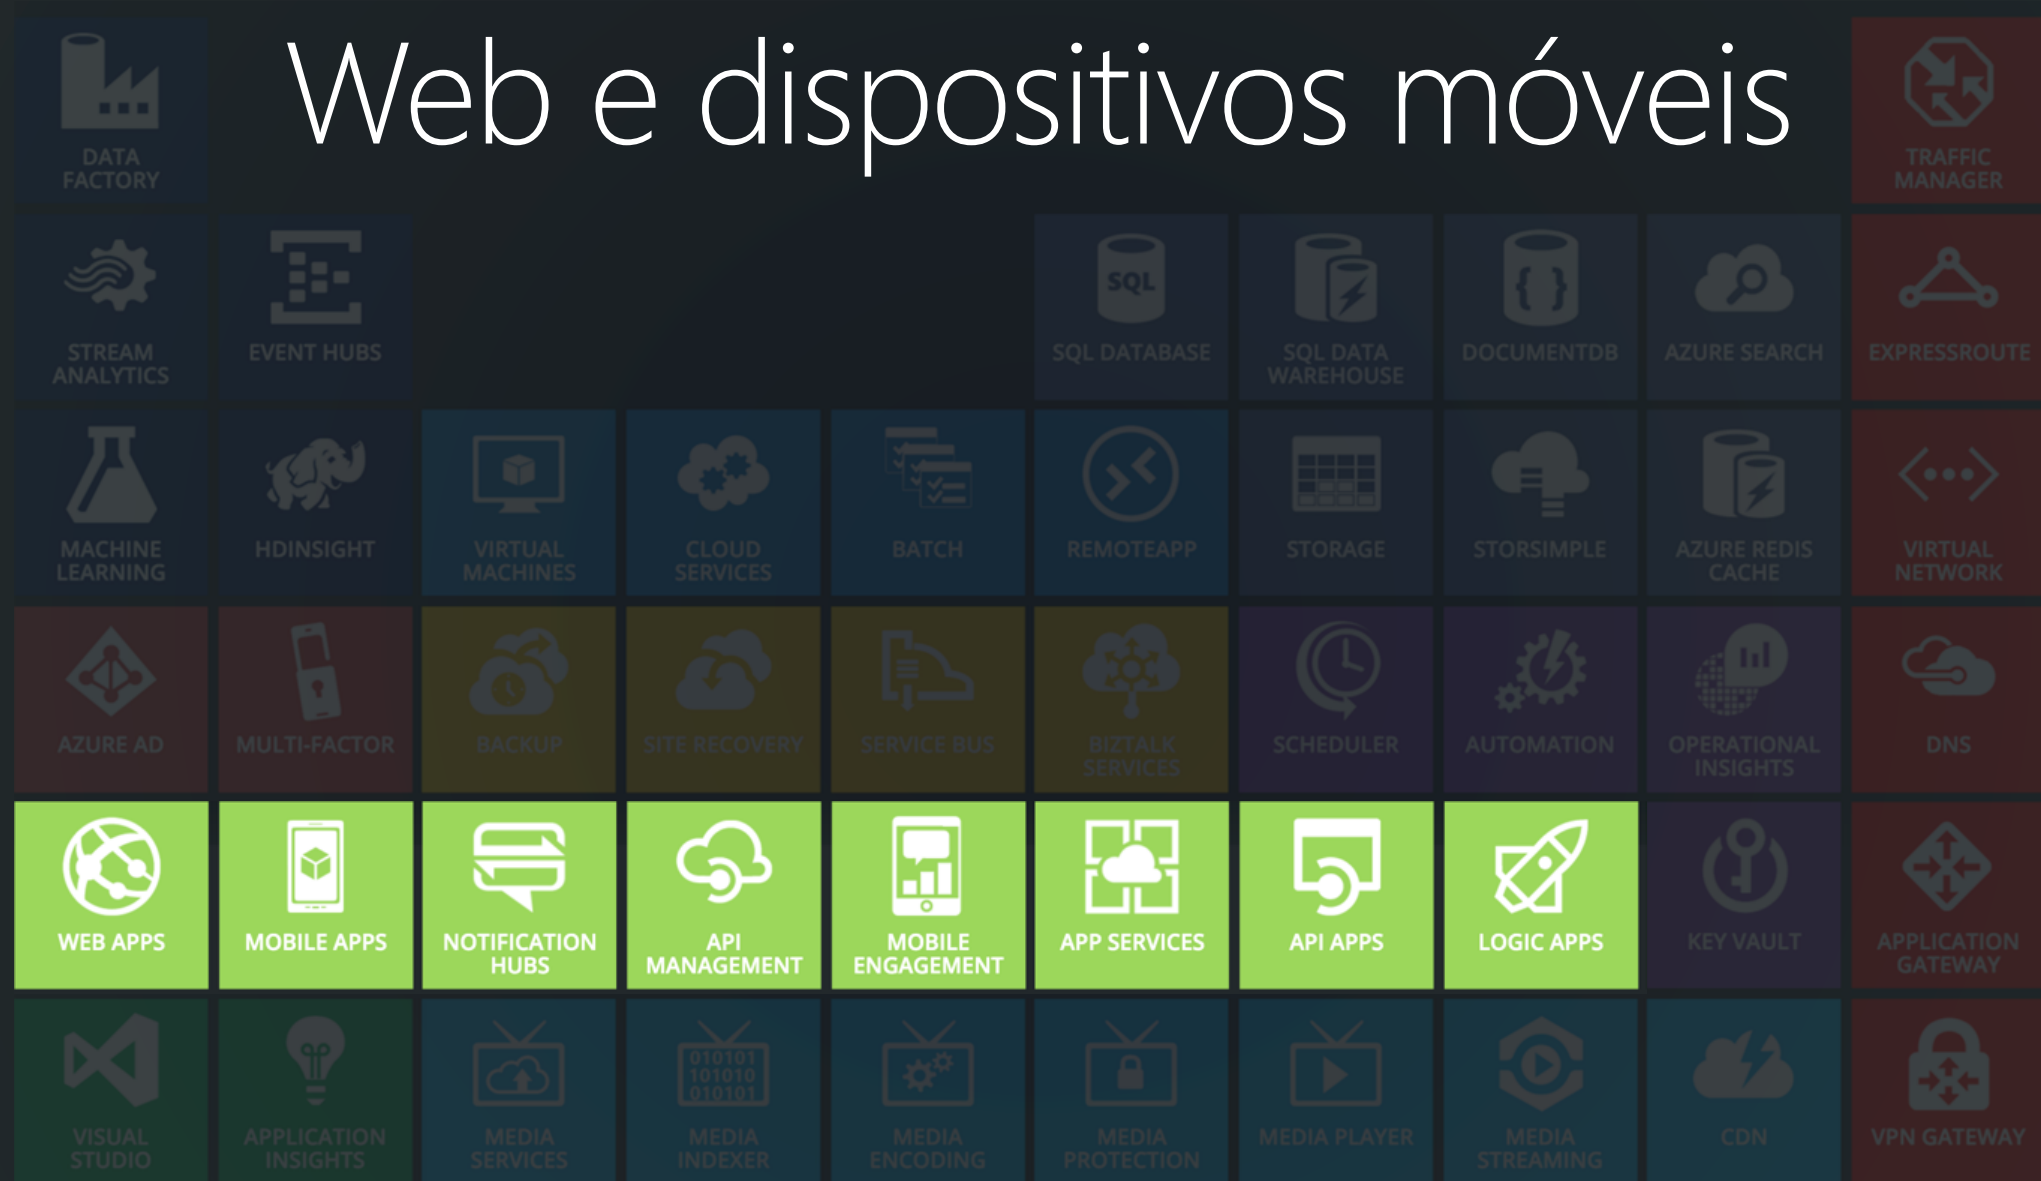 Web e dispositivos móveis
DATA
FACTORY
TRAFFIC
MANAGER
STREAM
ANALYTICS
EVENT HUBS
SQL
SQL DATABASE
SQL DATA
WAREHOUSE
{ }
DOCUMENTDB
AZURE SEARCH
EXPRESSROUTE
MACHINE
LEARNING
HDINSIGHT
VIRTUAL
MACHINES
CLOUD
SERVICES
BATCH
REMOTEAPP
STORAGE
STORSIMPLE
AZURE REDIS
CACHE
VIRTUAL
NETWORK
AZURE AD
MULTI-FACTOR
BACKUP
SITE RECOVERY
SERVICE BUS
BIZTALK
SERVICES
SCHEDULER
AUTOMATION
OPERATIONAL
INSIGHTS
DNS
WEB APPS
MOBILE APPS
NOTIFICATION
HUBS
API
MANAGEMENT
MOBILE
ENGAGEMENT
APP SERVICES
API APPS
LOGIC APPS
KEY VAULT
APPLICATION
GATEWAY
VISUAL
STUDIO
APPLICATION
INSIGHTS
MEDIA
SERVICES
010101
101010
010101
MEDIA
INDEXER
MEDIA
ENCODING
MEDIA
PROTECTION
MEDIA PLAYER
MEDIA
STREAMING
CDN
VPN GATEWAY